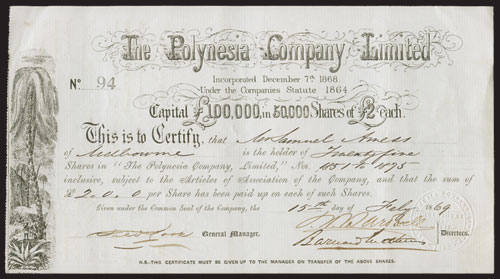 The Polynesia Company Limited
Incorporated December 7th 1868.
Under the Companies Statute 1864
No. 94
Capital £100,000, in 50,000 Shares of £2 each.
This is to Certify, that Mr Samuel
of Melbourne is the holder of Twenty five
Shares in "The Polynesia Company, Limited," Nos.
inclusive, subject to the Articles of Association of the Company, and that the sum of
£ 2.0.0 per Share has been paid up on each of such Shares.
Given under the Common Seal of the Company, the 15th day of Feby 1869
General Manager.
Directors.
N.B.-THIS CERTIFICATE MUST BE GIVEN UP TO THE MANAGER ON TRANSFER OF THE ABOVE SHARES.